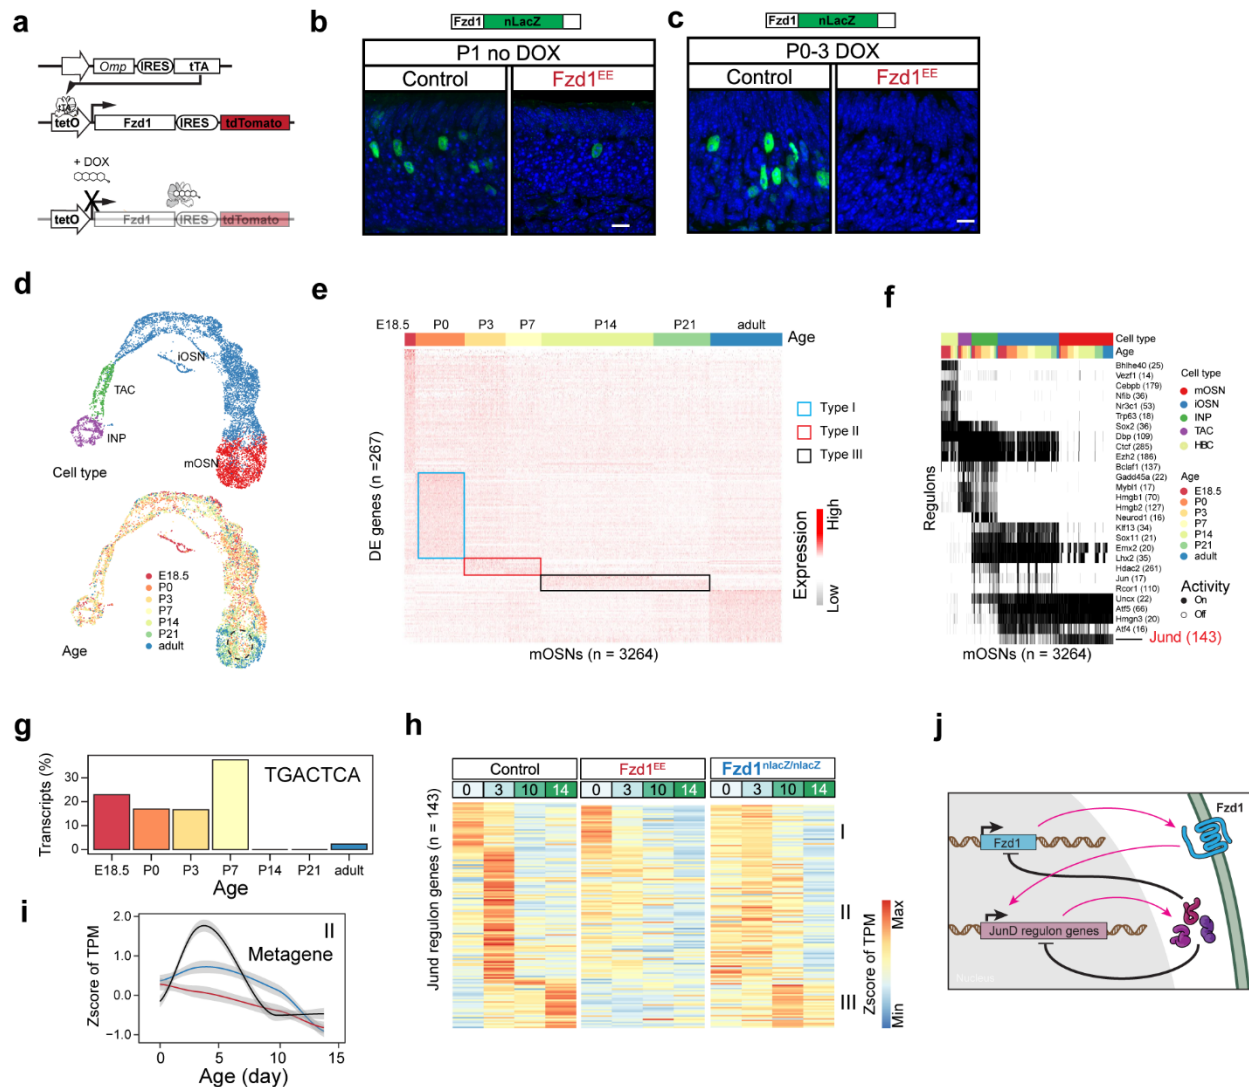 a
Omp IRES tTA
tTA
tetO Fzd1 IRES tdTomato
+ DOX
tetO Fzd1 IRES tdTomato
b
Fzd1 nLacZ
P1 no DOX
Control Fzd1EE
c
Fzd1 nLacZ
P0-3 DOX
Control Fzd1EE
d
iOSN
TAC
INP
mOSN
Cell type
E18.5
P0
P3
P7
P14
P21
adult
Age
e
E18.5 P0 P3 P7 P14 P21 adult
Age
DE genes (n =267)
mOSNs (n = 3264)
Type I
Type II
Type III
Expression
High
Low
f
Cell type
Age
Bhlhe40 (25)
Vezf1 (14)
Cebpb (179)
Nfib (36)
Nr3c1 (53)
Trp63 (18)
Sox2 (36)
Dbp (109)
Ctcf (285)
Ezh2 (186)
Bclaf1 (137)
Gadd45a (22)
Mybl1 (17)
Hmgb1 (70)
Hmgb2 (127)
Neurod1 (16)
Klf13 (34)
Sox11 (21)
Emx2 (20)
Lhx2 (35)
Hdac2 (261)
Jun (17)
Rcor1 (110)
Uncx (22)
Atf5 (66)
Hmgn3 (20)
Atf4 (16)
Jund (143)
Regulons
mOSNs (n = 3264)
Cell type
mOSN
iOSN
INP
TAC
HBC
Age
E18.5
P0
P3
P7
P14
P21
adult
Activity
On
Off
g
Transcripts (%)
30
20
10
0
TGACTCA
E18.5 P0 P3 P7 P14 P21 adult
Age
h
Control Fzd1EE Fzd1nlacZ/nlacZ
0 3 10 14 0 3 10 14 0 3 10 14
Jund regulon genes (n = 143)
I
II
III
Zscore of TPM
Max
Min
i
II
Metagene
Zscore of TPM
2.0
1.0
0.0
−1.0
0 5 10 15
Age (day)
j
Fzd1
Fzd1
JunD regulon genes
Nucleus